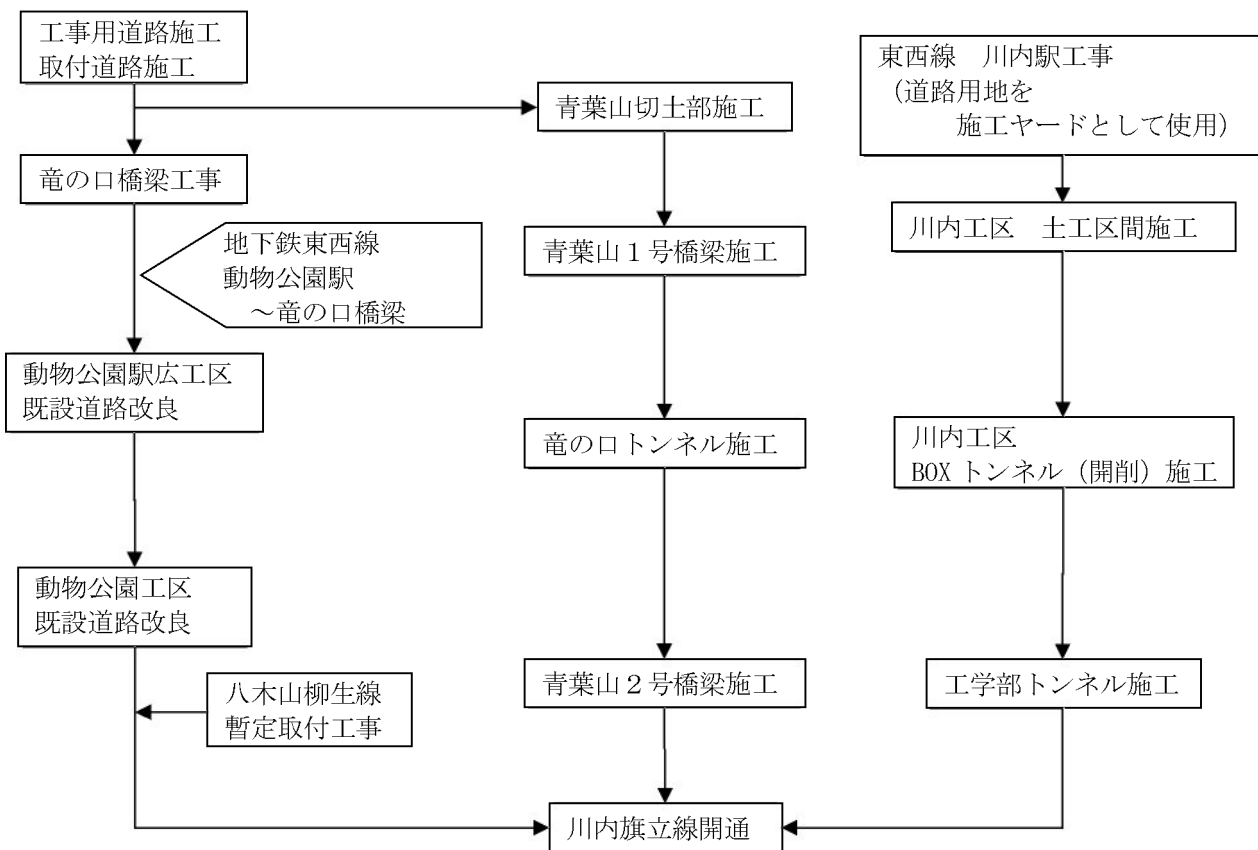 工事用道路施工
取付道路施工
青葉山切土部施工
東西線　川内駅工事
（道路用地を
施工ヤードとして使用）
竜の口橋梁工事
川内工区　土工区間施工
地下鉄東西線
動物公園駅
～竜の口橋梁
青葉山１号橋梁施工
動物公園駅広工区
既設道路改良
竜の口トンネル施工
川内工区
BOXトンネル（開削）施工
動物公園工区
既設道路改良
青葉山２号橋梁施工
工学部トンネル施工
八木山柳生線
暫定取付工事
川内旗立線開通